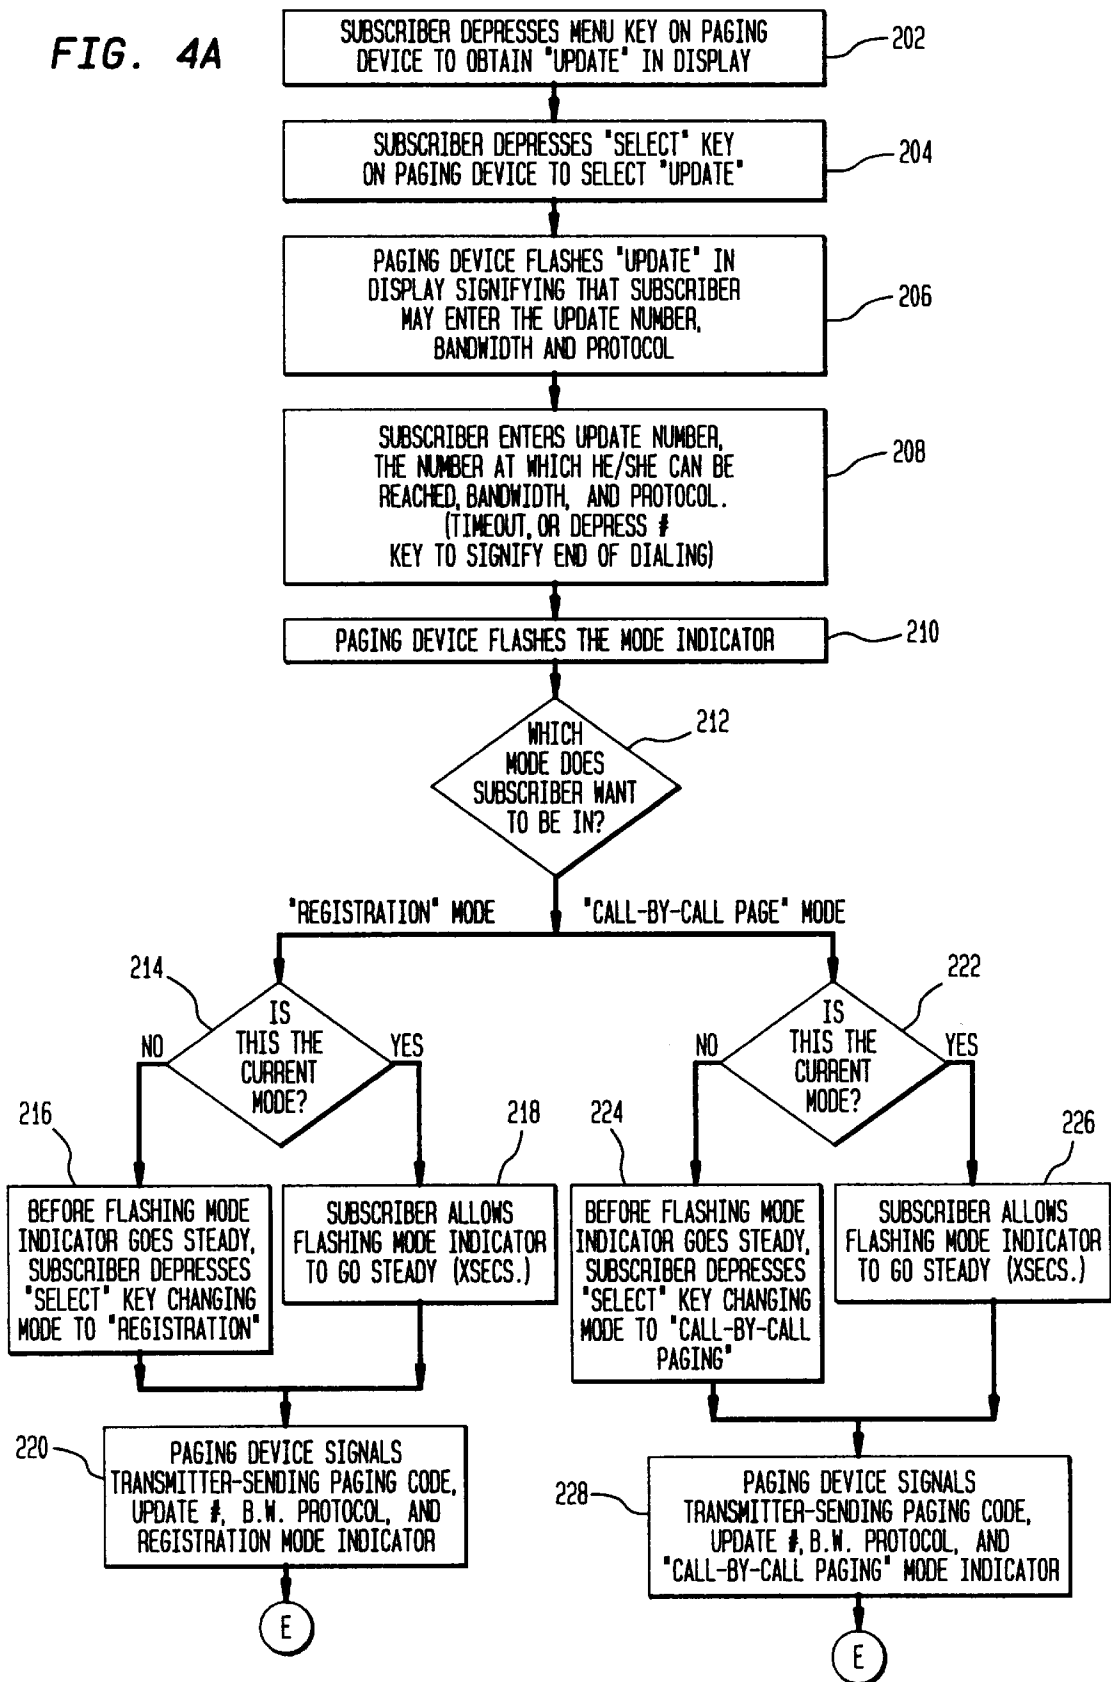 FIG. 4A
SUBSCRIBER DEPRESSES MENU KEY ON PAGING
DEVICE TO OBTAIN "UPDATE" IN DISPLAY
202
SUBSCRIBER DEPRESSES "SELECT" KEY
ON PAGING DEVICE TO SELECT "UPDATE"
204
PAGING DEVICE FLASHES "UPDATE" IN
DISPLAY SIGNIFYING THAT SUBSCRIBER
MAY ENTER THE UPDATE NUMBER,
BANDWIDTH AND PROTOCOL
206
SUBSCRIBER ENTERS UPDATE NUMBER,
THE NUMBER AT WHICH HE/SHE CAN BE
REACHED, BANDWIDTH, AND PROTOCOL.
(TIMEOUT, OR DEPRESS #
KEY TO SIGNIFY END OF DIALING)
208
PAGING DEVICE FLASHES THE MODE INDICATOR
210
WHICH
MODE DOES
SUBSCRIBER WANT
TO BE IN?
212
"REGISTRATION" MODE
"CALL-BY-CALL PAGE" MODE
214
IS
THIS THE
CURRENT
MODE?
NO
YES
222
IS
THIS THE
CURRENT
MODE?
NO
YES
216
BEFORE FLASHING MODE
INDICATOR GOES STEADY,
SUBSCRIBER DEPRESSES
"SELECT" KEY CHANGING
MODE TO "REGISTRATION"
218
SUBSCRIBER ALLOWS
FLASHING MODE INDICATOR
TO GO STEADY (XSECS.)
224
BEFORE FLASHING MODE
INDICATOR GOES STEADY,
SUBSCRIBER DEPRESSES
"SELECT" KEY CHANGING
MODE TO "CALL-BY-CALL
PAGING"
226
SUBSCRIBER ALLOWS
FLASHING MODE INDICATOR
TO GO STEADY (XSECS.)
220
PAGING DEVICE SIGNALS
TRANSMITTER-SENDING PAGING CODE,
UPDATE #, B.W. PROTOCOL, AND
REGISTRATION MODE INDICATOR
E
228
PAGING DEVICE SIGNALS
TRANSMITTER-SENDING PAGING CODE,
UPDATE #, B.W. PROTOCOL, AND
"CALL-BY-CALL PAGING" MODE INDICATOR
E